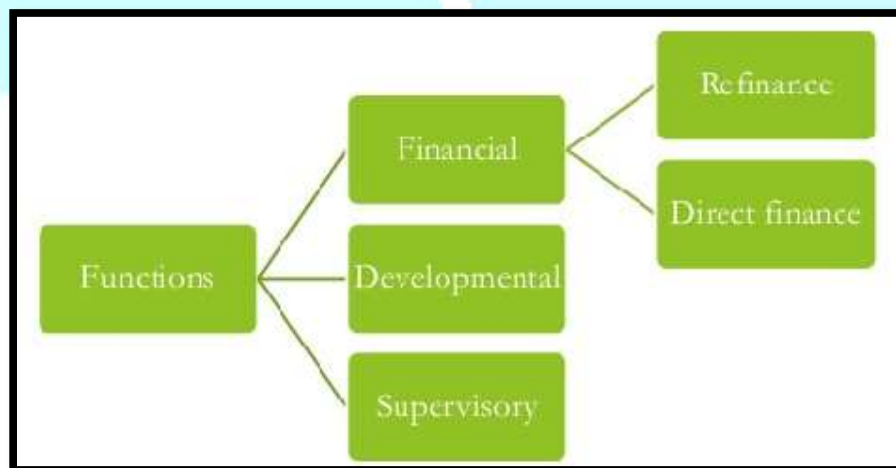 Functions
Financial
Developmental
Supervisory
Refinance
Direct finance